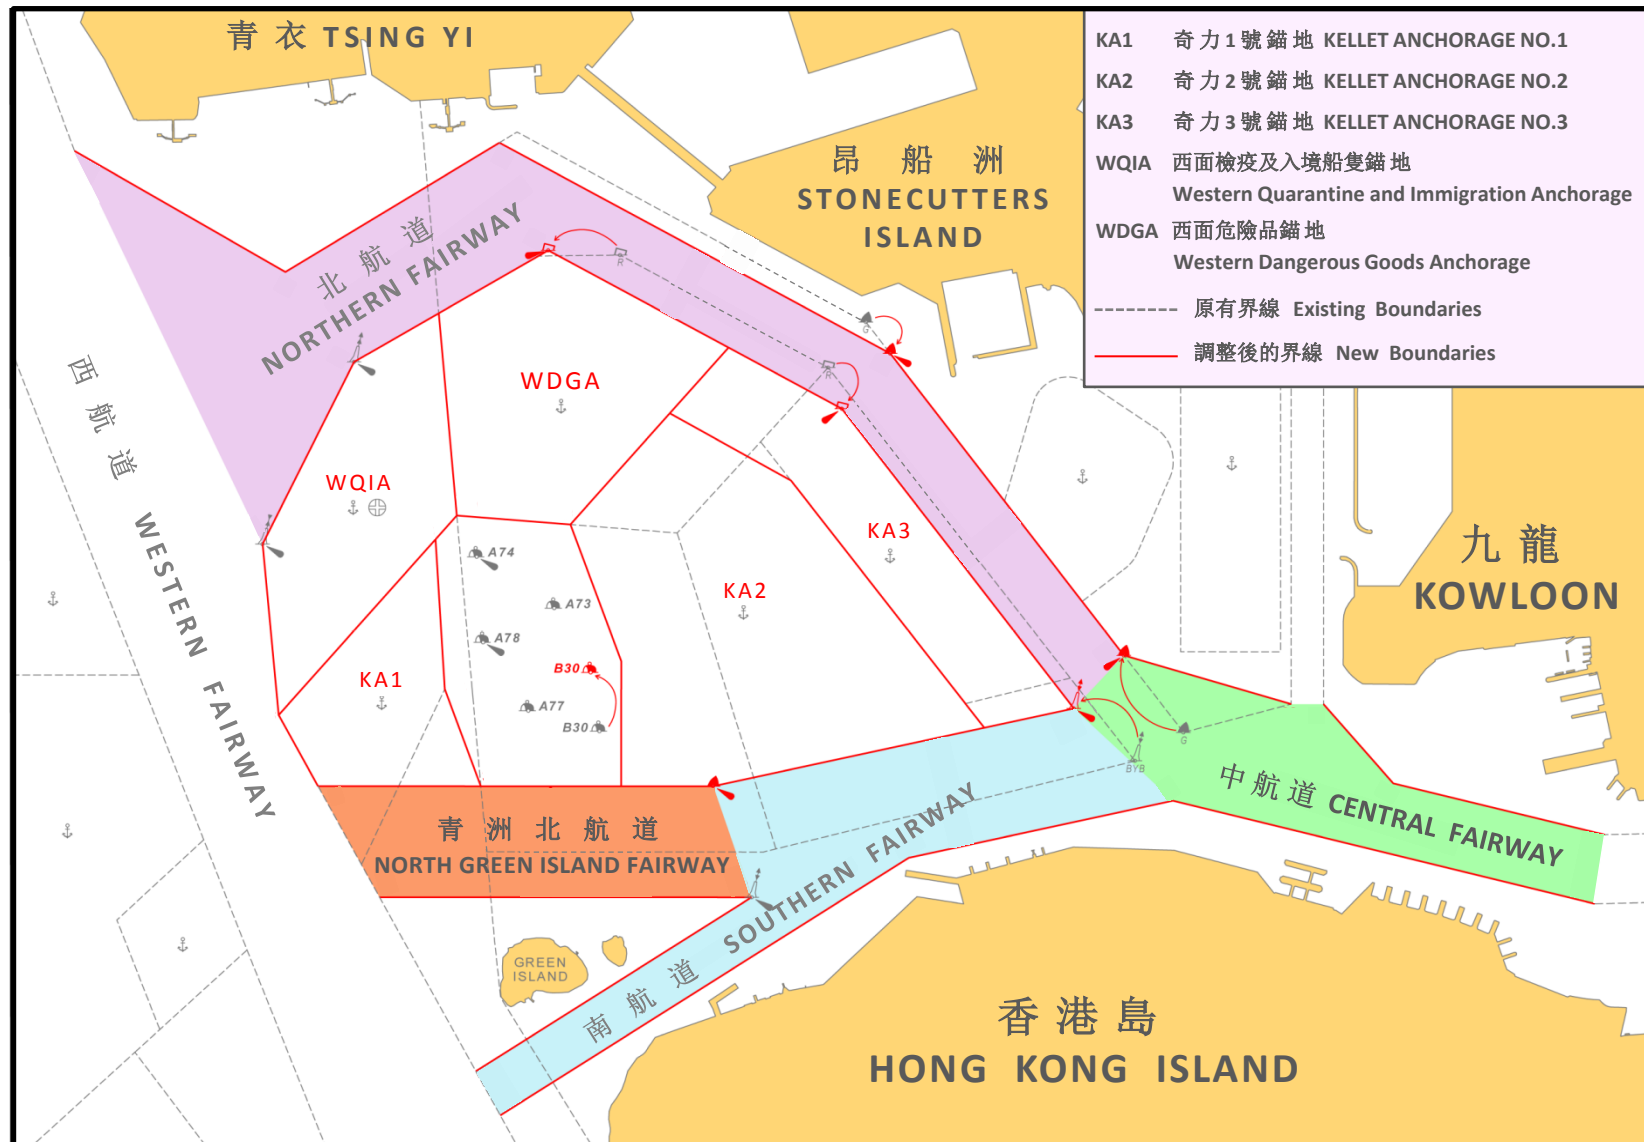 青衣 TSING YI
KA1 奇力1號錨地 KELLET ANCHORAGE NO.1
KA2 奇力2號錨地 KELLET ANCHORAGE NO.2
KA3 奇力3號錨地 KELLET ANCHORAGE NO.3
WQIA 西面檢疫及入境船隻錨地
Western Quarantine and Immigration Anchorage
WDGA 西面危險品錨地
Western Dangerous Goods Anchorage
原有界線 Existing Boundaries
調整後的界線 New Boundaries
昂船洲
STONECUTTERS
ISLAND
北航道
NORTHERN FAIRWAY
R
G
R
西航道 WESTERN FAIRWAY
WDGA
WQIA
KA3
KA2
KA1
A74
A73
A78
B30
A77
B30
九龍
KOWLOON
G
BYB
中航道 CENTRAL FAIRWAY
青洲北航道
NORTH GREEN ISLAND FAIRWAY
南航道 SOUTHERN FAIRWAY
GREEN
ISLAND
香港島
HONG KONG ISLAND